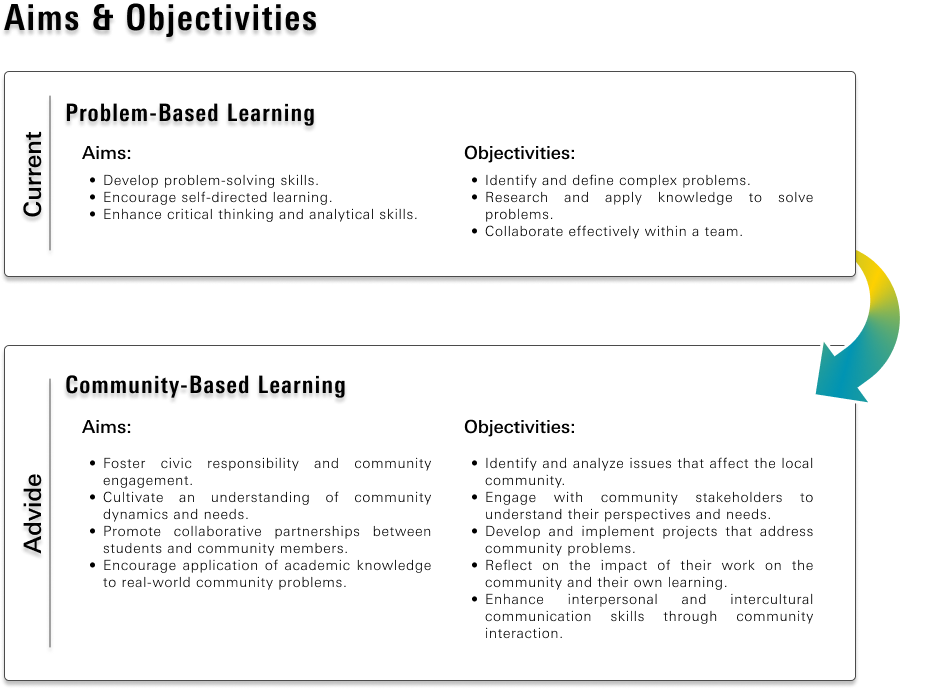 Aims & Objectivities
Current
Problem-Based Learning
Aims:
• Develop problem-solving skills.
• Encourage self-directed learning.
• Enhance critical thinking and analytical skills.
Objectivities:
• Identify and define complex problems.
• Research and apply knowledge to solve
problems.
• Collaborate effectively within a team.
Advide
Community-Based Learning
Aims:
• Foster civic responsibility and community
engagement.
• Cultivate an understanding of community
dynamics and needs.
• Promote collaborative partnerships between
students and community members.
• Encourage application of academic knowledge
to real-world community problems.
Objectivities:
• Identify and analyze issues that affect the local
community.
• Engage with community stakeholders to
understand their perspectives and needs.
• Develop and implement projects that address
community problems.
• Reflect on the impact of their work on the
community and their own learning.
• Enhance interpersonal and intercultural
communication skills through community
interaction.